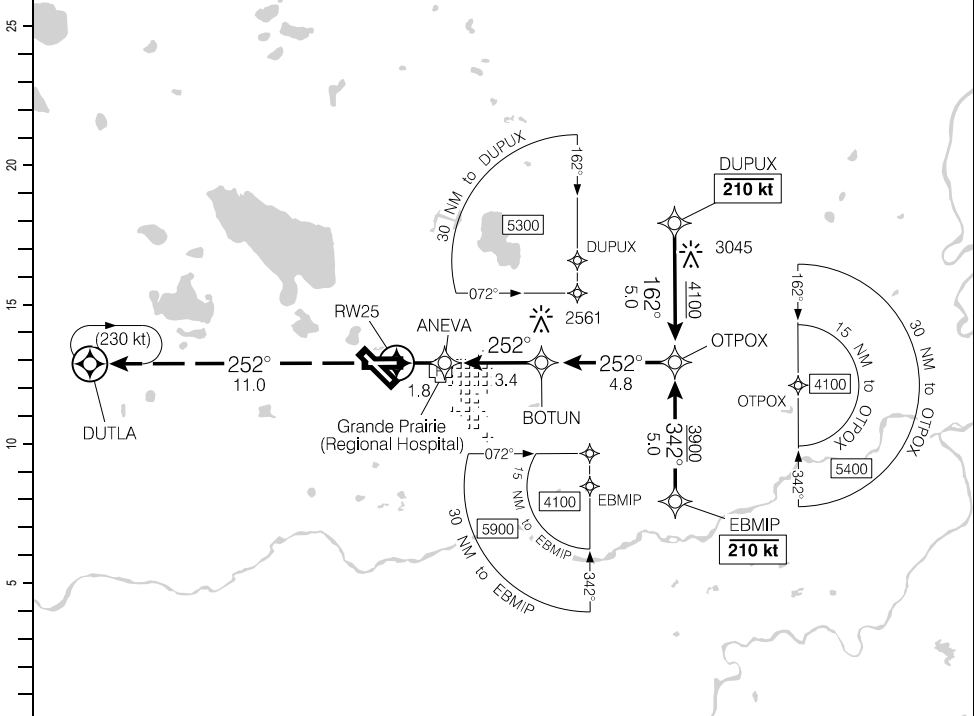 25
20
15
10
5
30 NM to DUPUX
162°
5300
DUPUX
072°
DUPUX
210 kt
3045
162°
5.0
4100
2561
RW25
ANEVA
(230 kt)
252°
11.0
DUTLA
1.8
252°
3.4
BOTUN
252°
4.8
OTPOX
Grande Prairie
(Regional Hospital)
162°
15 NM to OTPOX
30 NM to OTPOX
4100
OTPOX
5400
342°
3900
342°
5.0
EBMIP
210 kt
072°
15 NM to EBMIP
4100
EBMIP
5900
30 NM to EBMIP
342°